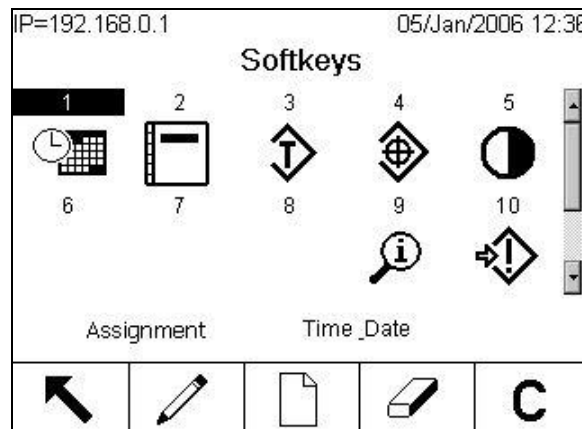 IP=192.168.0.1 05/Jan/2006 12:36
Softkeys
1 2 3 4 5
T
6 7 8 9 10
i !
Assignment Time_Date
C